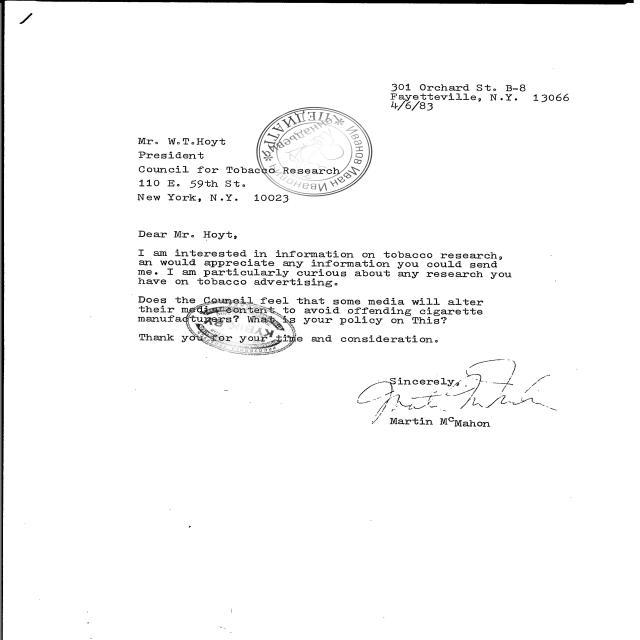 301 Orchard St. B-8
Fayetteville, N.Y. 13066
4/6/83
Mr. W.T.Hoyt
President
Council for Tobacco Research
110 E. 59th St.
New York, N.Y. 10023
ПЕДИАТР
Иванов Иван Иванович
Dear Mr. Hoyt,
I am interested in information on tobacco research,
an would appreciate any information you could send
me. I am particularly curious about any research you
have on tobacco advertising.
Does the Council feel that some media will alter
their media content to avoid offending cigarette
manufacturers? What is your policy on This?
Thank you for your time and consideration.
Sincerely,
Martin McMahon